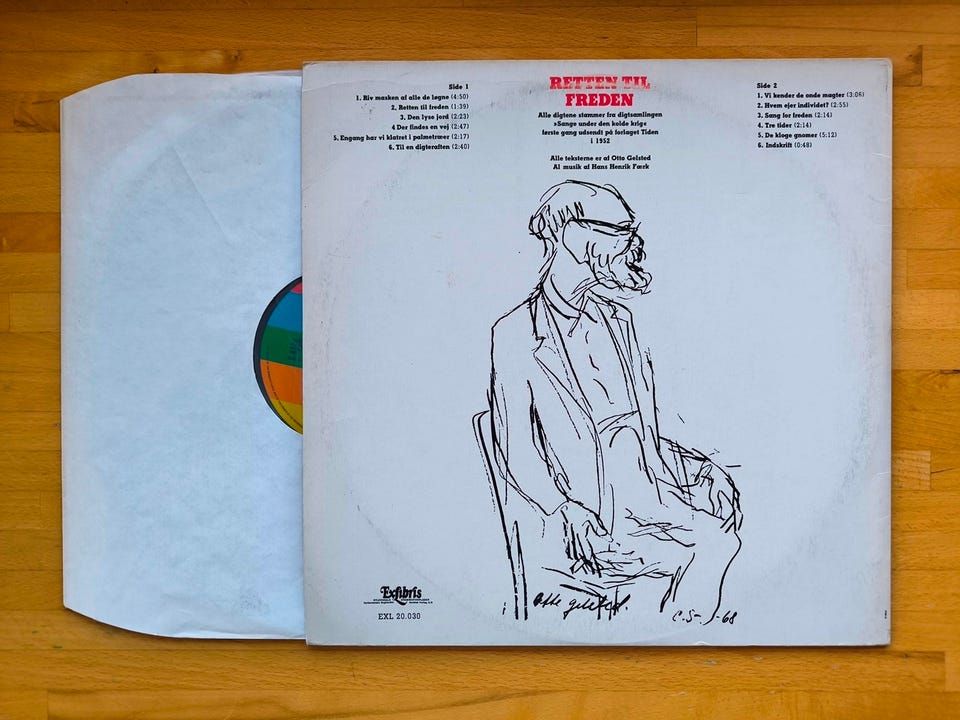 Side 1
1. Riv masken af alle de løgne (4:50)
2. Retten til freden (1:39)
3. Den lyse jord (2:23)
4 Der findes en vej (2:47)
5. Engang har vi klatret i palmetræer (2:17)
6. Til en digteraften (2:40)
RETTEN TIL
FREDEN
Alle digtene stammer fra digtsamlingen
»Sange under den kolde krig«
første gang udsendt på forlaget Tiden
i 1952
Alle teksterne er af Otto Gelsted
Al musik af Hans Henrik Færk
Side 2
1. Vi kender de onde magter (3:06)
2. Hvem ejer individet? (2:55)
3. Sang for freden (2:14)
4. Tre tider (2:14)
5. De kloge gnomer (5:12)
6. Indskrift (0:48)
Exlibris
EXL 20.030
Otto Gelsted.